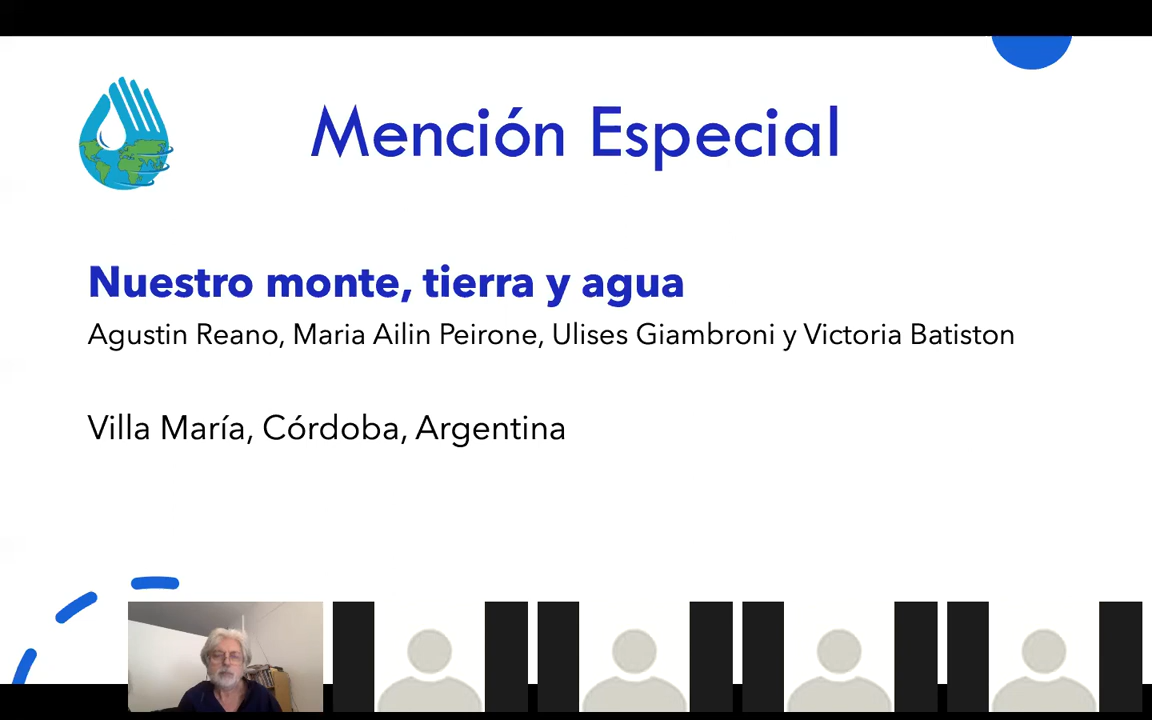 Mención Especial
Nuestro monte, tierra y agua
Agustin Reano, Maria Ailin Peirone, Ulises Giambroni y Victoria Batiston
Villa María, Córdoba, Argentina